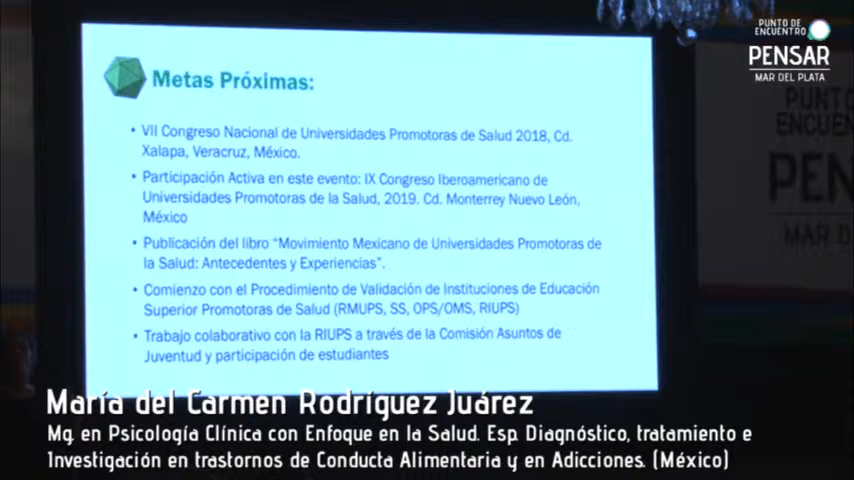 PUNTO DE
ENCUENTRO
PENSAR
MAR DEL PLATA
Metas Próximas:
• VII Congreso Nacional de Universidades Promotoras de Salud 2018, Cd.
Xalapa, Veracruz, México.
• Participación Activa en este evento: IX Congreso Iberoamericano de
Universidades Promotoras de la Salud, 2019. Cd. Monterrey Nuevo León,
México
• Publicación del libro “Movimiento Mexicano de Universidades Promotoras de
la Salud: Antecedentes y Experiencias”.
• Comienzo con el Procedimiento de Validación de Instituciones de Educación
Superior Promotoras de Salud (RMUPS, SS, OPS/OMS, RIUPS)
• Trabajo colaborativo con la RIUPS a través de la Comisión Asuntos de
Juventud y participación de estudiantes
PUNTO
ENCUEN
PEN
MAR D
María del Carmen Rodríguez Juárez
Mg. en Psicología Clínica con Enfoque en la Salud. Esp. Diagnóstico, tratamiento e
Investigación en trastornos de Conducta Alimentaria y en Adicciones. (México)